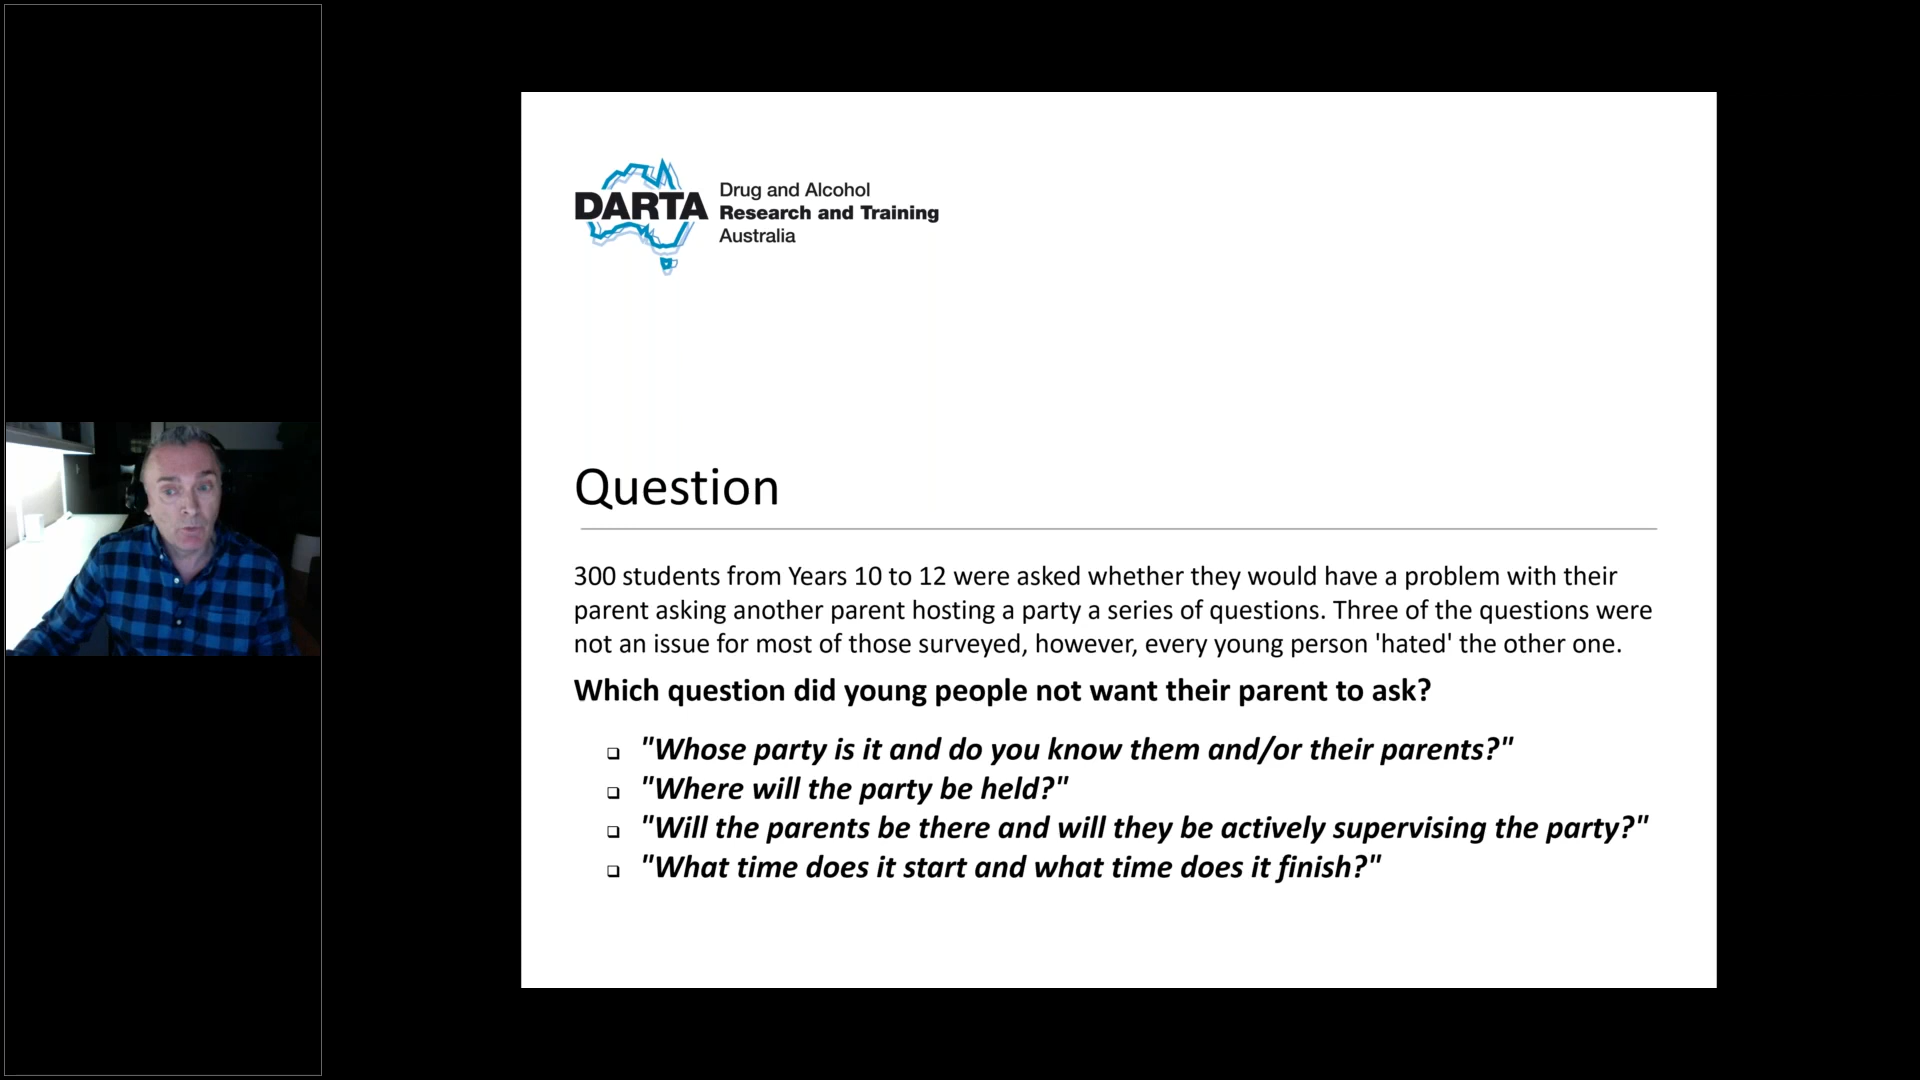 DARTA
Drug and Alcohol
Research and Training
Australia
Question
300 students from Years 10 to 12 were asked whether they would have a problem with their
parent asking another parent hosting a party a series of questions. Three of the questions were
not an issue for most of those surveyed, however, every young person 'hated' the other one.
Which question did young people not want their parent to ask?
"Whose party is it and do you know them and/or their parents?"
"Where will the party be held?"
"Will the parents be there and will they be actively supervising the party?"
"What time does it start and what time does it finish?"